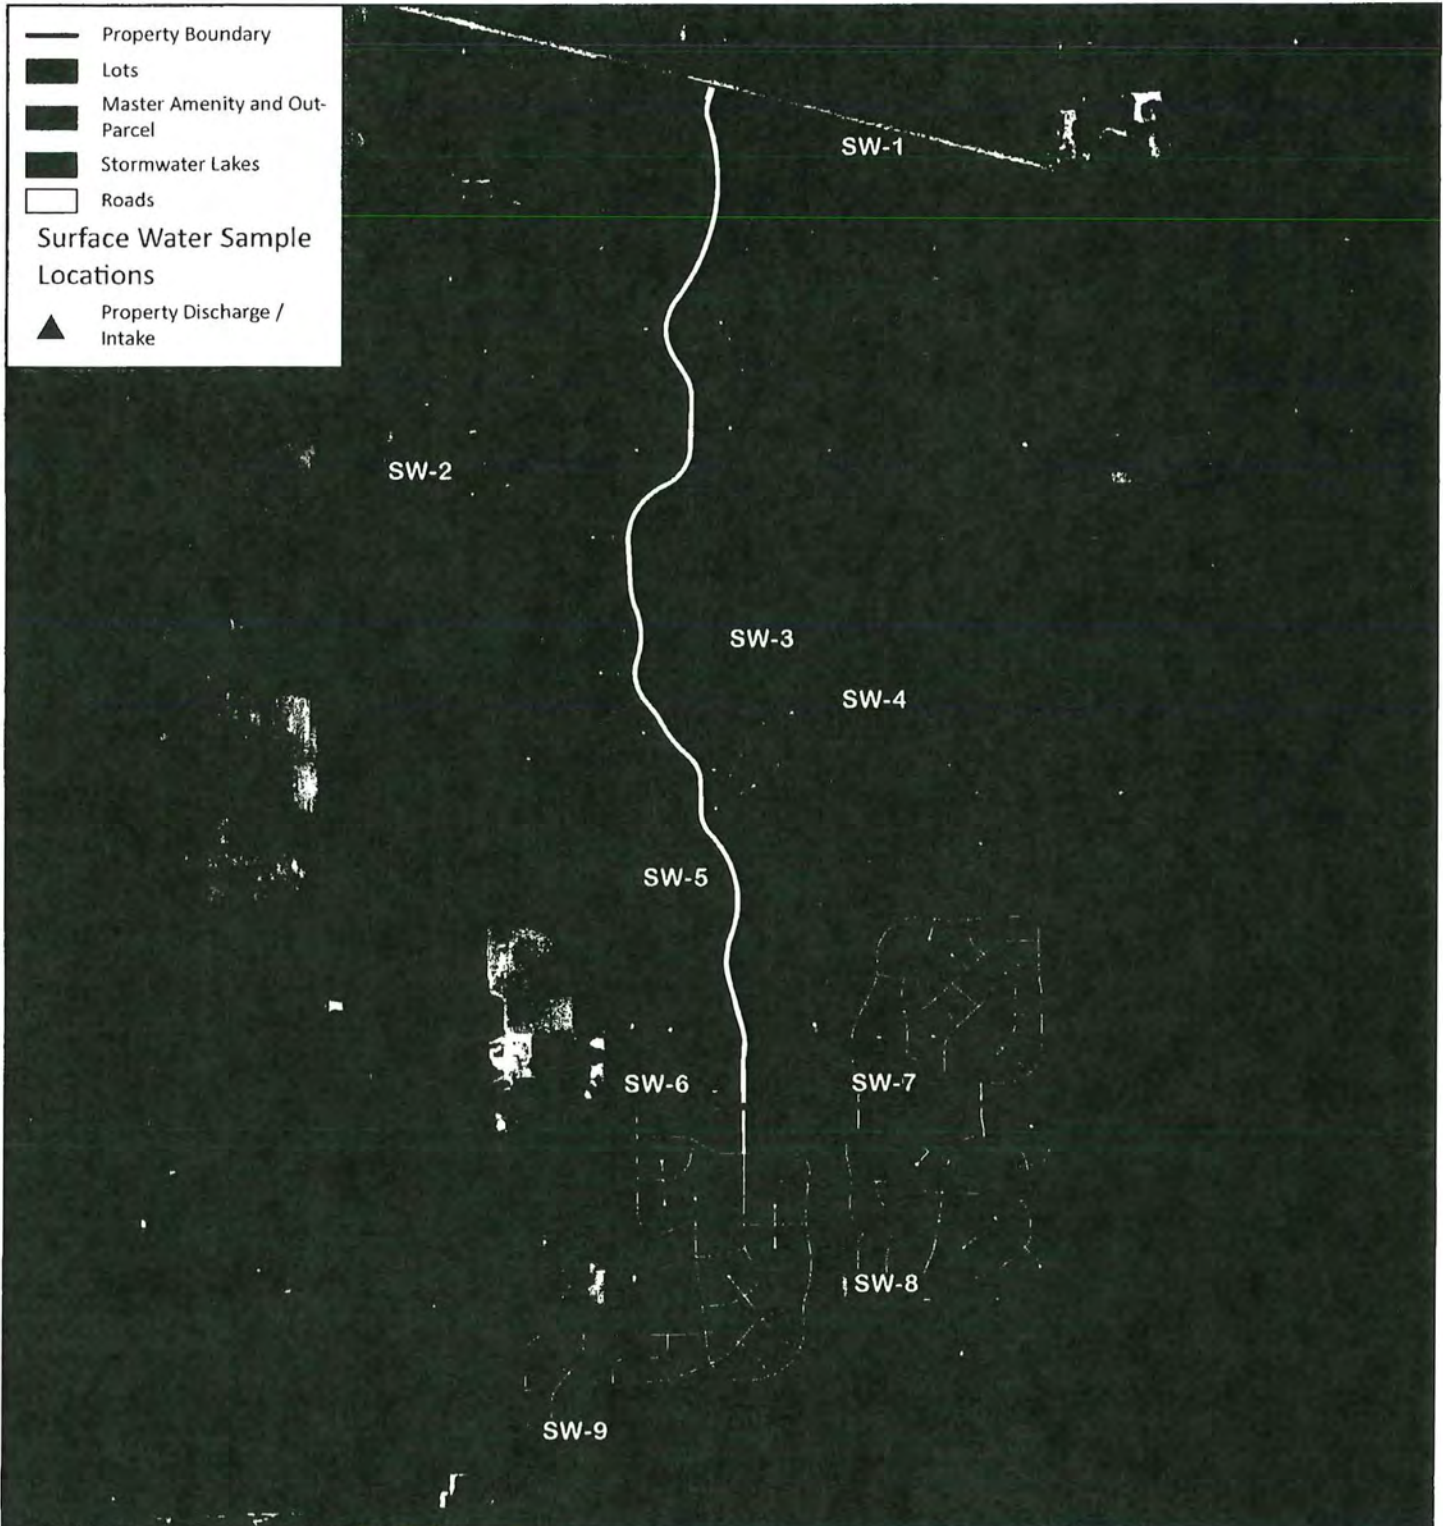 Property Boundary
Lots
Master Amenity and Out-
Parcel
Stormwater Lakes
Roads
Surface Water Sample
Locations
Property Discharge /
Intake
SW-1
SW-2
SW-3
SW-4
SW-5
SW-6
SW-7
SW-8
SW-9